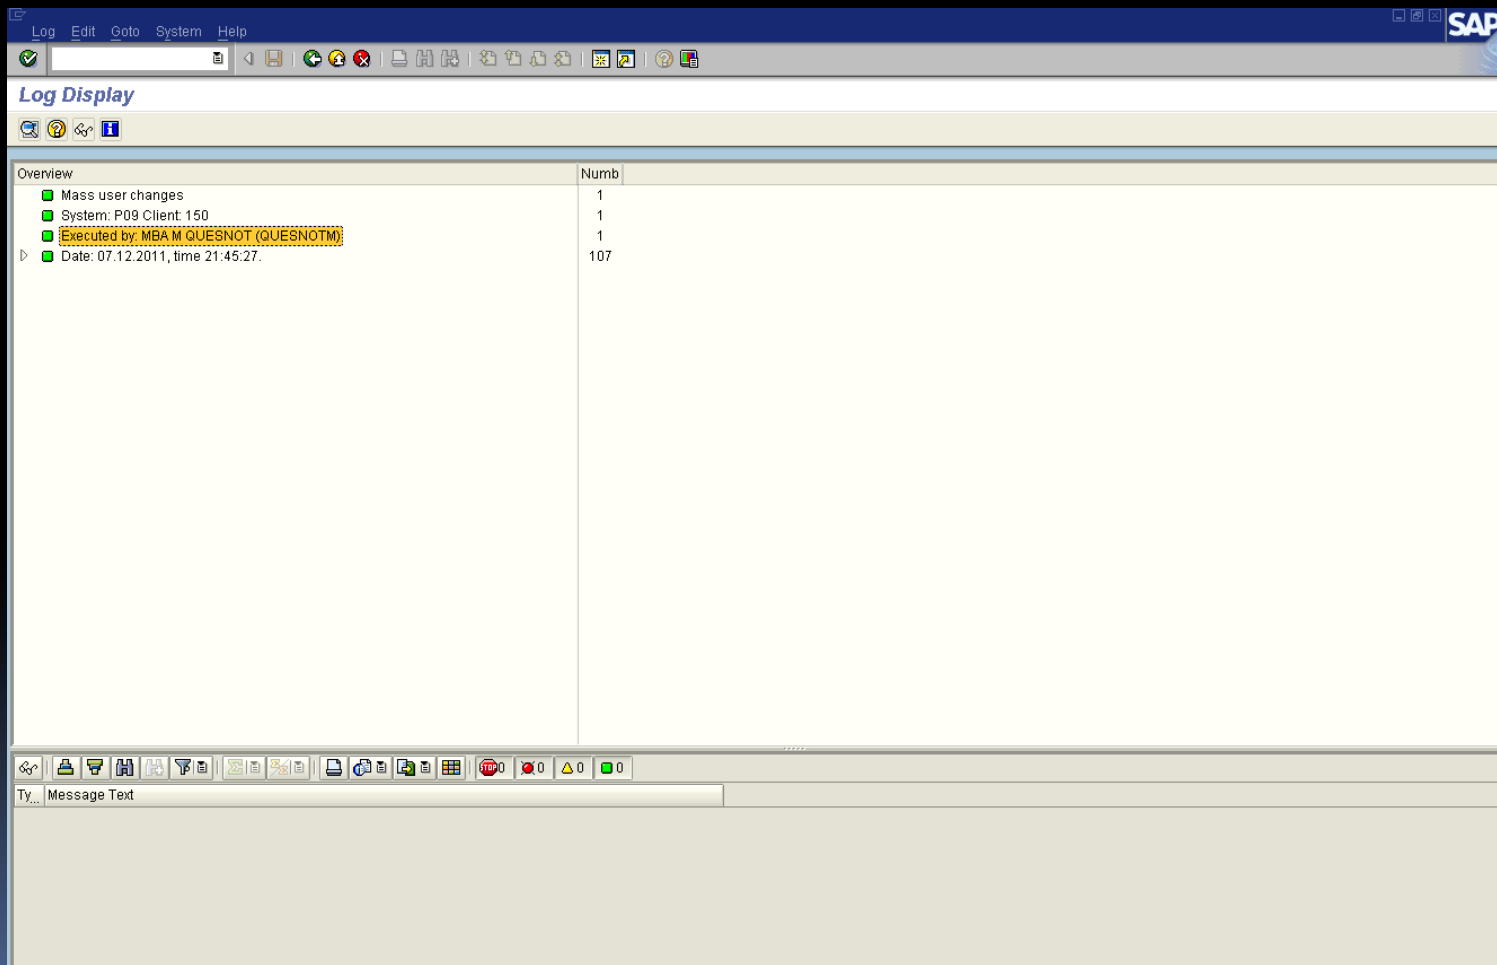 Log Edit Goto System Help
SAP
Log Display
Overview Numb
Mass user changes 1
System: P09 Client: 150 1
Executed by: MBA M QUESNOT (QUESNOTM) 1
Date: 07.12.2011, time 21:45:27. 107
STOP 0 0 0 0
Ty... Message Text